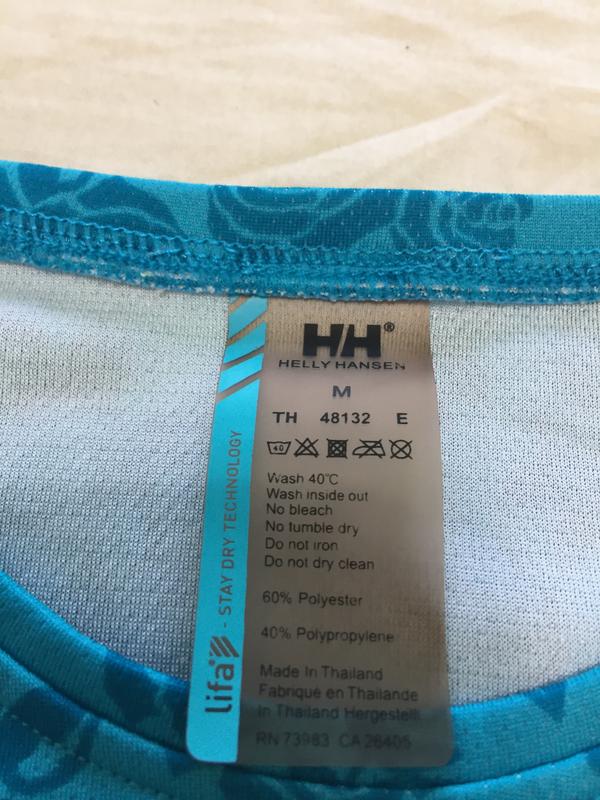 HH®
HELLY HANSEN
M
TH 48132 E
40
Wash 40°C
Wash inside out
No bleach
No tumble dry
Do not iron
Do not dry clean
60% Polyester
40% Polypropylene
Made In Thailand
Fabriqué en Thailande
In Thailand Hergestellt
RN 73983 CA 26405
lifa® - STAY DRY TECHNOLOGY